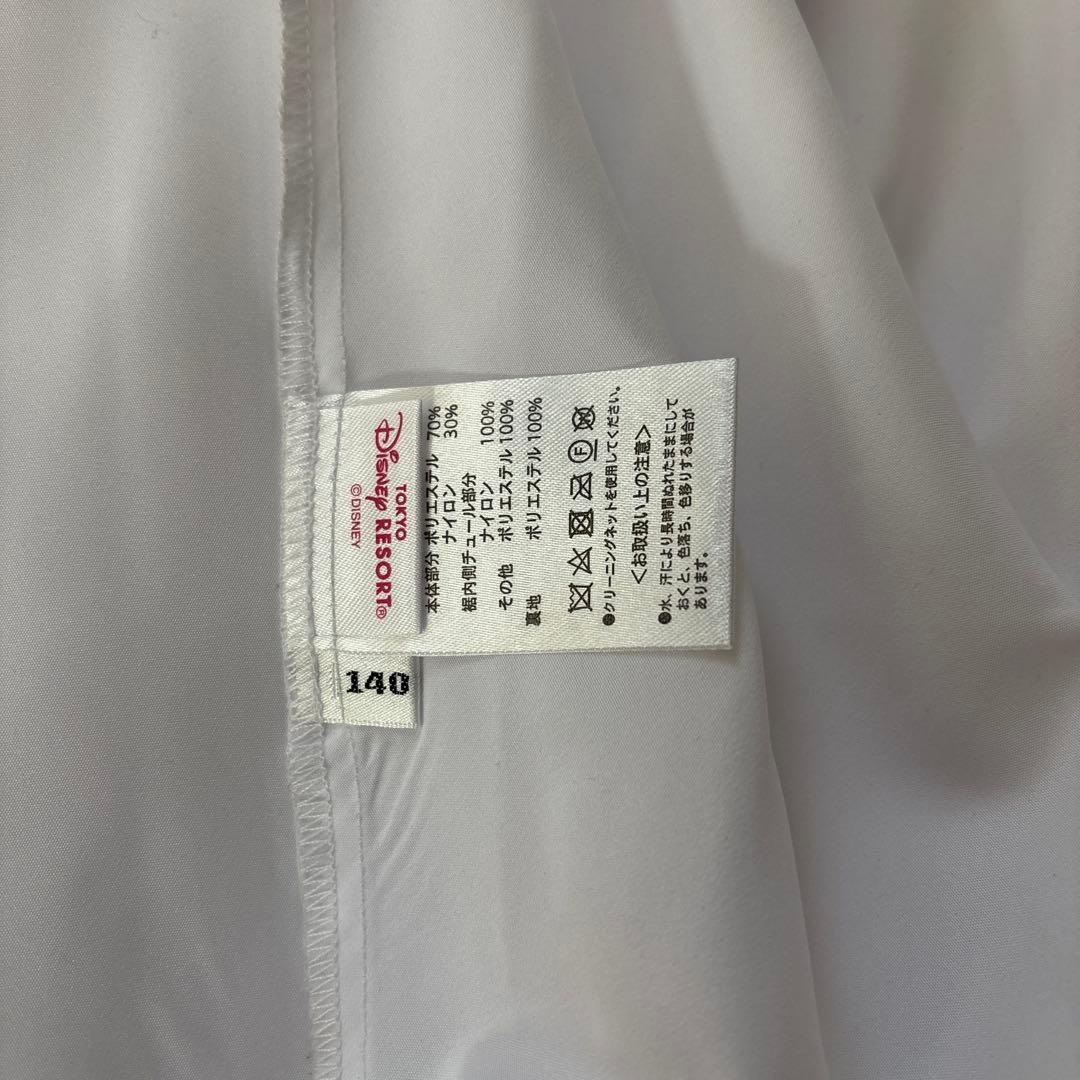 TOKYO
DISNEY RESORT®
©DISNEY
140
本体部分 ポリエステル 70%
ナイロン 30%
裾内側チュール部分
ナイロン 100%
その他 ポリエステル 100%
裏地 ポリエステル 100%
F
●クリーニングネットを使用してください。
＜お取扱い上の注意＞
●水、汗により長時間ぬれたままにして
おくと、色落ち、色移りする場合が
あります。